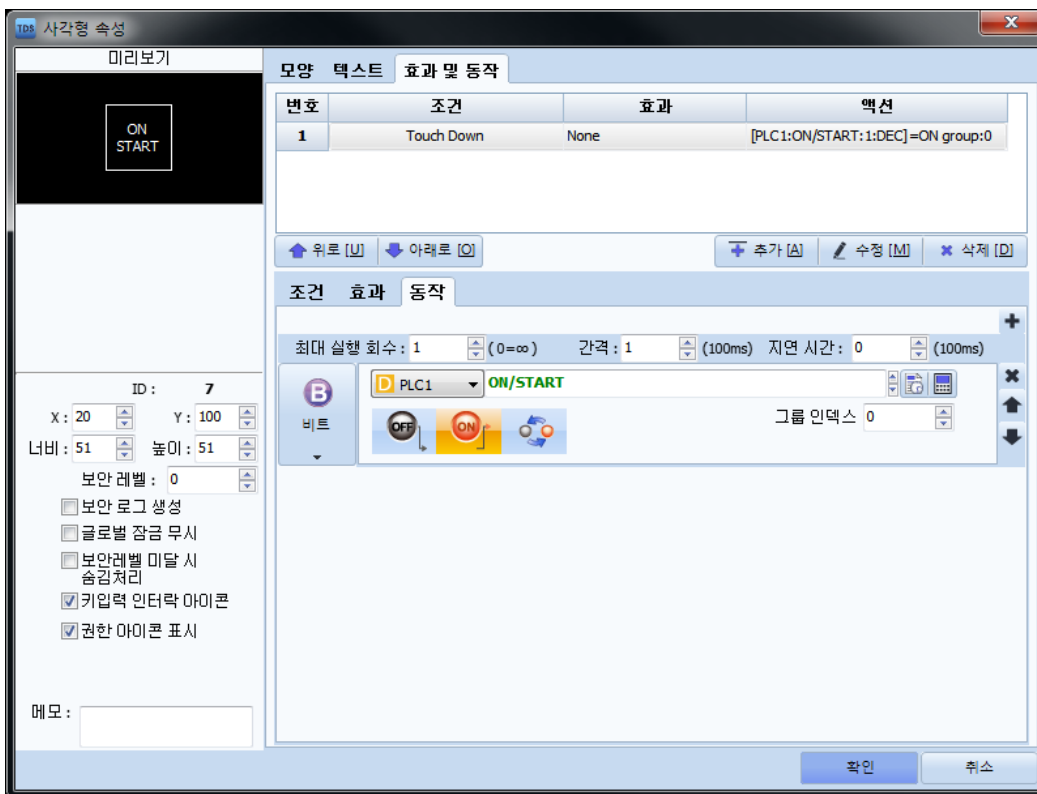 TDS 사각형 속성
미리보기
ON
START
모양 텍스트 효과 및 동작
번호 조건 효과 액션
1 Touch Down None [PLC1:ON/START:1:DEC]=ON group:0
위로 [U] 아래로 [O] 추가 [A] 수정 [M] 삭제 [D]
조건 효과 동작
최대 실행 회수 : 1 ( 0=∞ ) 간격 : 1 (100ms) 지연 시간 : 0 (100ms)
B
비트
D PLC1 ON/START
OFF ON
그룹 인덱스 0
ID : 7
X : 20 Y : 100
너비 : 51 높이 : 51
보안 레벨 : 0
보안 로그 생성
글로벌 잠금 무시
보안레벨 미달 시
숨김처리
키입력 인터락 아이콘
권한 아이콘 표시
메모 :
확인 취소